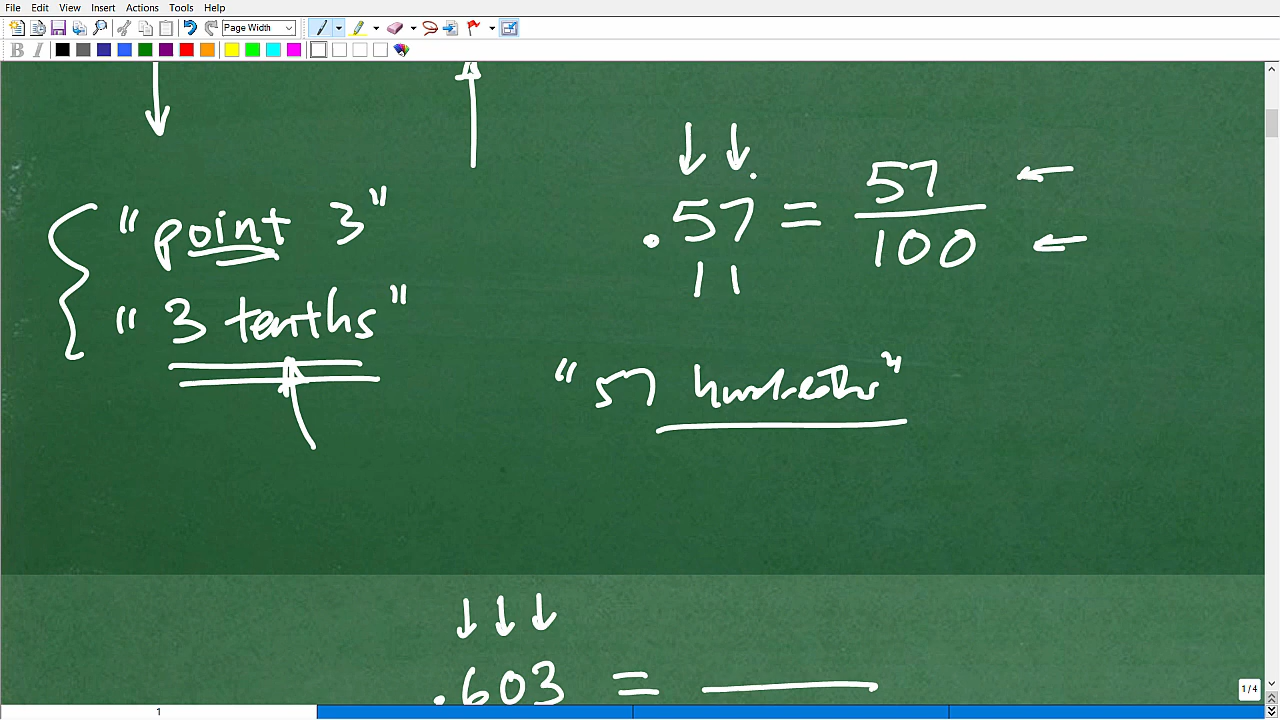 File Edit View Insert Actions Tools Help
Page Width
B I
"point 3"
"3 tenths"
.57 = 57/100
"57 hundredths"
.603 =
1/4
1